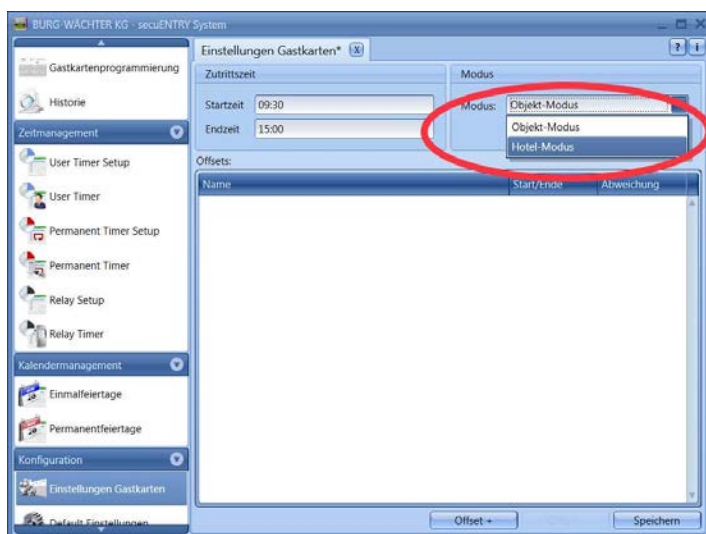 BURG-WÄCHTER KG - secuENTRY System
Gastkartenprogrammierung
Historie
Zeitmanagement
User Timer Setup
User Timer
Permanent Timer Setup
Permanent Timer
Relay Setup
Relay Timer
Kalendermanagement
Einmalfeiertage
Permanentfeiertage
Konfiguration
Einstellungen Gastkarten
Default Einstellungen
Einstellungen Gastkarten*
Zutrittszeit
Startzeit 09:30
Endzeit 15:00
Modus
Modus: Objekt-Modus
Objekt-Modus
Hotel-Modus
Offsets:
Name Start/Ende Abweichung
Offset + Speichern